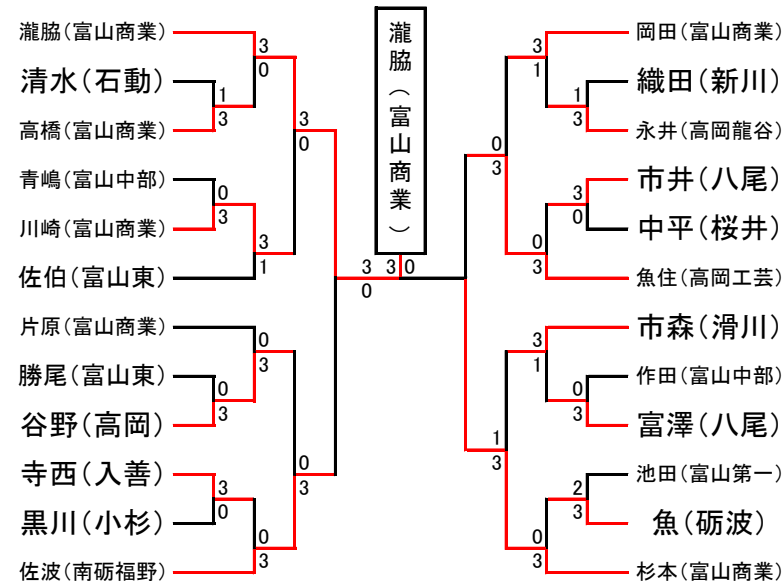 瀧脇(富山商業)
清水(石動)
高橋(富山商業)
青嶋(富山中部)
川崎(富山商業)
佐伯(富山東)
片原(富山商業)
勝尾(富山東)
谷野(高岡)
寺西(入善)
黒川(小杉)
佐波(南砺福野)
3
0
1
3
0
3
3
1
0
3
0
3
3
0
0
3
3
0
0
3
3
0
瀧脇(富山商業)
3 0
0
3
1
3
3
1
1
3
3
0
0
3
3
1
0
3
2
3
0
3
岡田(富山商業)
織田(新川)
永井(高岡龍谷)
市井(八尾)
中平(桜井)
魚住(高岡工芸)
市森(滑川)
作田(富山中部)
富澤(八尾)
池田(富山第一)
魚(砺波)
杉本(富山商業)